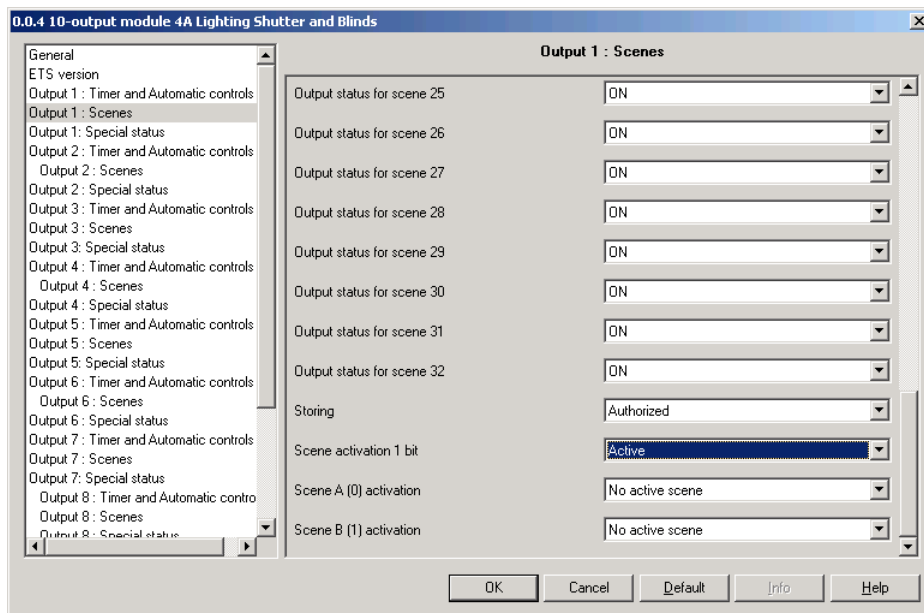 0.0.4 10-output module 4A Lighting Shutter and Blinds
General
ETS version
Output 1 : Timer and Automatic controls
Output 1 : Scenes
Output 1: Special status
Output 2 : Timer and Automatic controls
Output 2 : Scenes
Output 2 : Special status
Output 3 : Timer and Automatic controls
Output 3 : Scenes
Output 3: Special status
Output 4 : Timer and Automatic controls
Output 4 : Scenes
Output 4 : Special status
Output 5 : Timer and Automatic controls
Output 5 : Scenes
Output 5: Special status
Output 6 : Timer and Automatic controls
Output 6 : Scenes
Output 6 : Special status
Output 7 : Timer and Automatic controls
Output 7 : Scenes
Output 7: Special status
Output 8 : Timer and Automatic contro
Output 8 : Scenes
Output 8 : Special status
Output 1 : Scenes
Output status for scene 25 ON
Output status for scene 26 ON
Output status for scene 27 ON
Output status for scene 28 ON
Output status for scene 29 ON
Output status for scene 30 ON
Output status for scene 31 ON
Output status for scene 32 ON
Storing Authorized
Scene activation 1 bit Active
Scene A (0) activation No active scene
Scene B (1) activation No active scene
OK Cancel Default Info Help